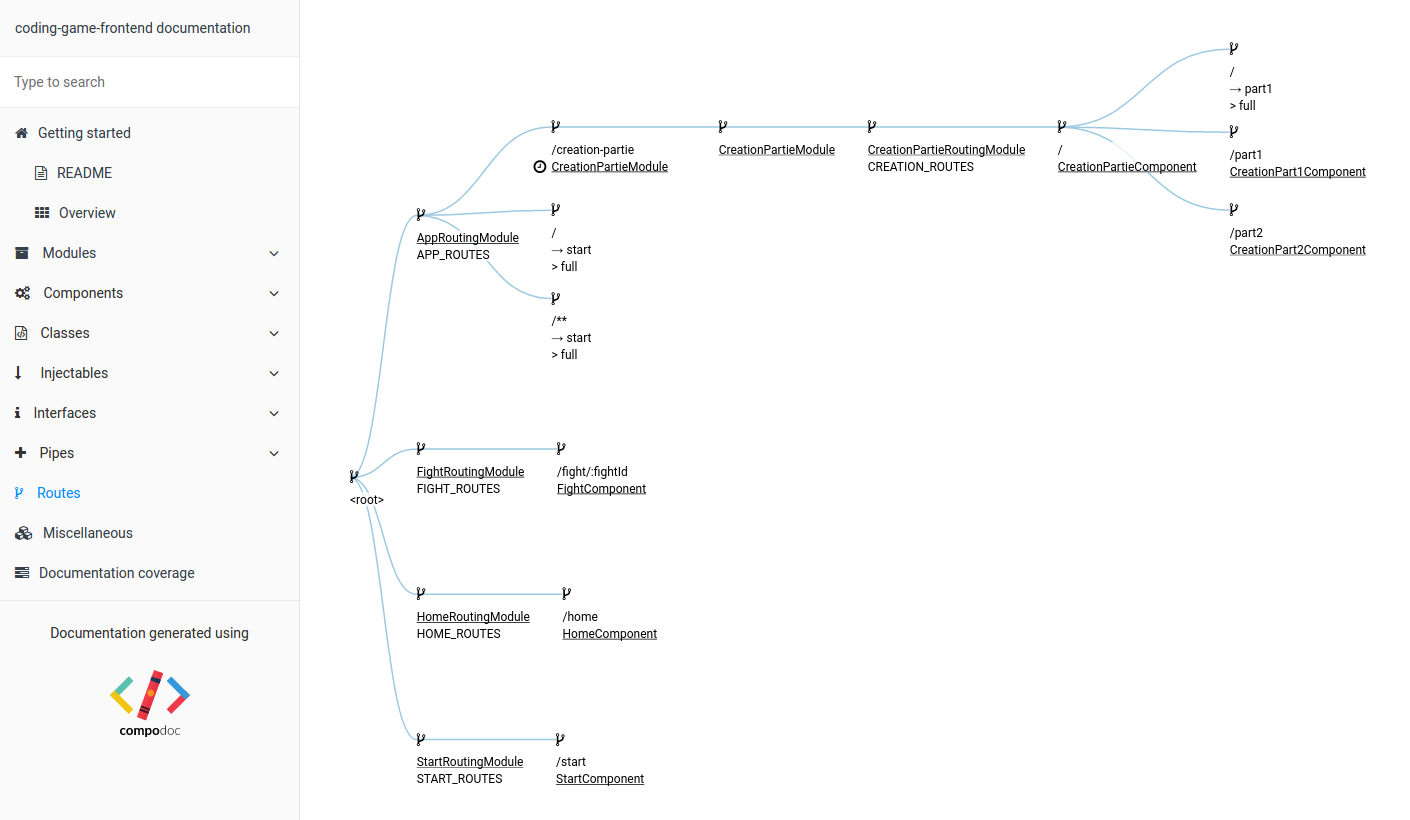 coding-game-frontend documentation
Type to search
Getting started
README
Overview
Modules
Components
Classes
Injectables
Interfaces
Pipes
Routes
Miscellaneous
Documentation coverage
Documentation generated using
compodoc
<root>
AppRoutingModule
APP_ROUTES
/creation-partie
CreationPartieModule
CreationPartieModule
CreationPartieRoutingModule
CREATION_ROUTES
/
CreationPartieComponent
/
→ part1
> full
/part1
CreationPart1Component
/part2
CreationPart2Component
/
→ start
> full
/**
→ start
> full
FightRoutingModule
FIGHT_ROUTES
/fight/:fightId
FightComponent
HomeRoutingModule
HOME_ROUTES
/home
HomeComponent
StartRoutingModule
START_ROUTES
/start
StartComponent